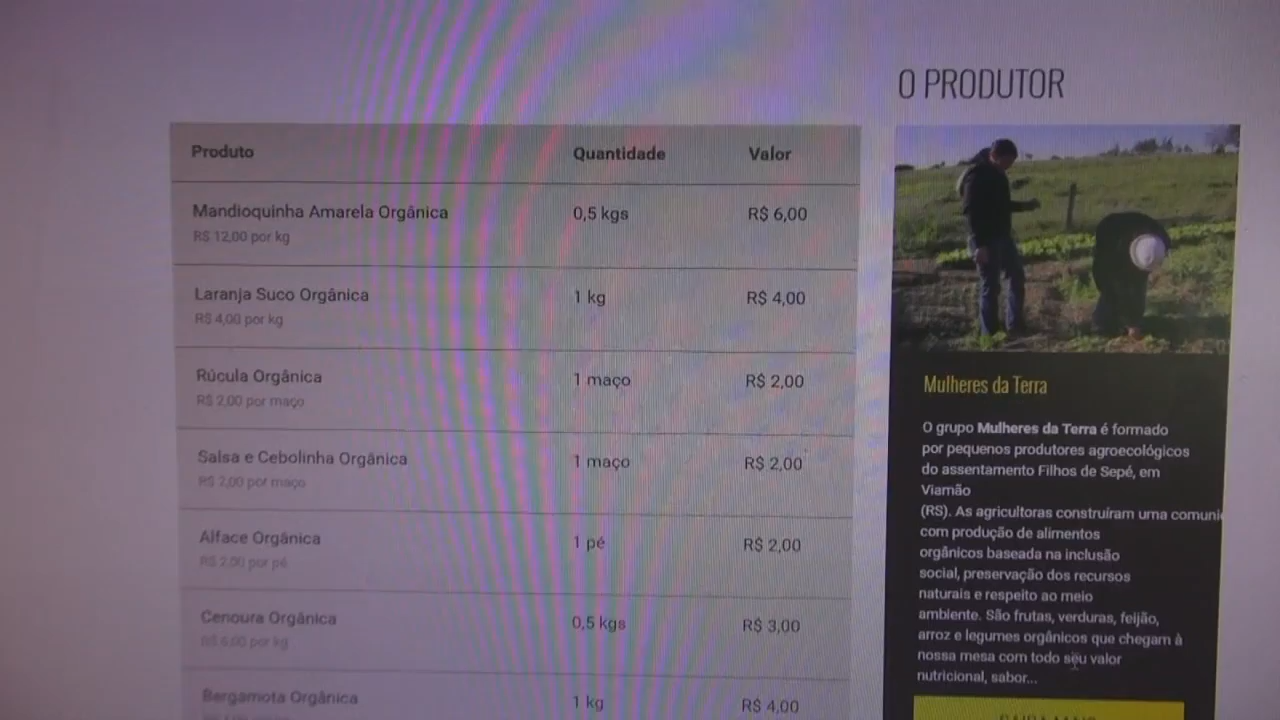 O PRODUTOR
Produto Quantidade Valor
Mandioquinha Amarela Orgânica 0,5 kgs R$ 6,00
R$ 12,00 por kg
Laranja Suco Orgânica 1 kg R$ 4,00
R$ 4,00 por kg
Rúcula Orgânica 1 maço R$ 2,00
R$ 2,00 por maço
Salsa e Cebolinha Orgânica 1 maço R$ 2,00
R$ 2,00 por maço
Alface Orgânica 1 pé R$ 2,00
R$ 2,00 por pé
Cenoura Orgânica 0,5 kgs R$ 3,00
R$ 6,00 por kg
Bergamota Orgânica 1 kg R$ 4,00
Mulheres da Terra
O grupo Mulheres da Terra é formado
por pequenos produtores agroecológicos
do assentamento Filhos de Sepé, em
Viamão
(RS). As agricultoras construíram uma comuni
com produção de alimentos
orgânicos baseada na inclusão
social, preservação dos recursos
naturais e respeito ao meio
ambiente. São frutas, verduras, feijão,
arroz e legumes orgânicos que chegam à
nossa mesa com todo seu valor
nutricional, sabor...